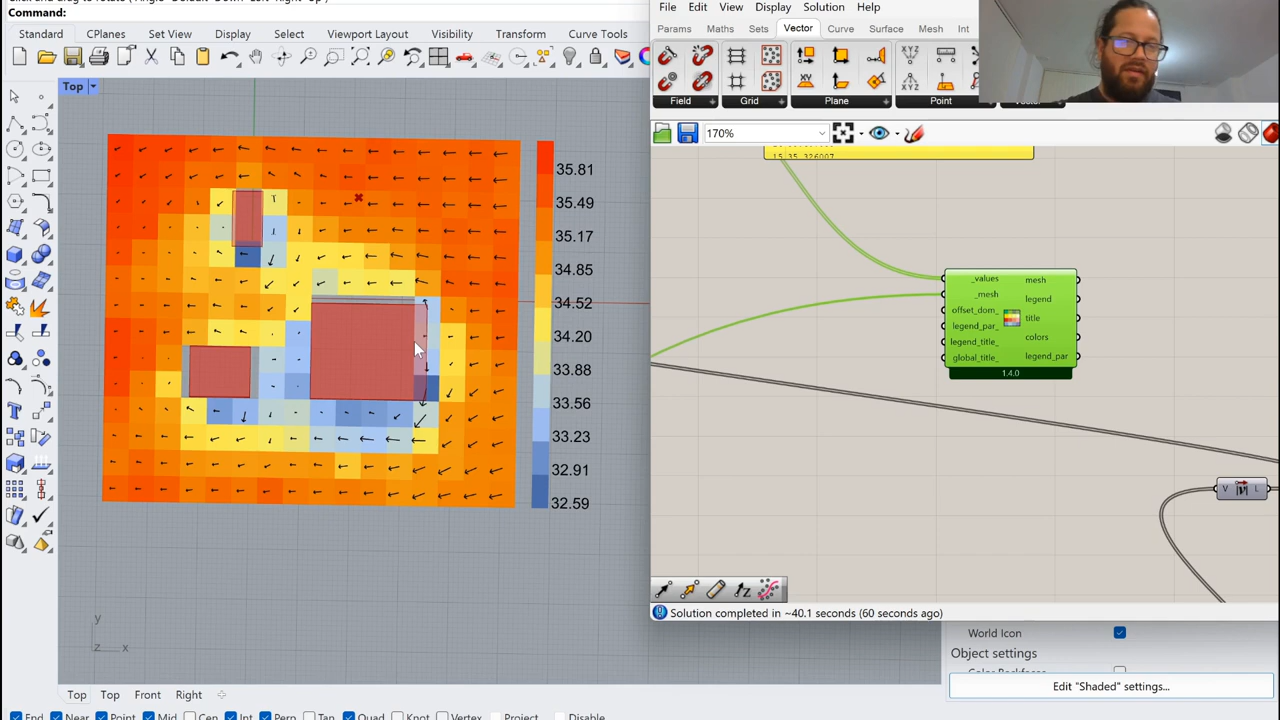 Command:
Standard CPlanes Set View Display Select Viewport Layout Visibility Transform Curve Tools
Top
35.81
35.49
35.17
34.85
34.52
34.20
33.88
33.56
33.23
32.91
32.59
y
z x
Top Top Front Right
End Near Point Mid Cen Int Perp Tan Quad Knot Vertex Project Disable
File Edit View Display Solution Help
Params Maths Sets Vector Curve Surface Mesh Int
Field Grid Plane Point
170%
15 35.326007
_values mesh
_mesh legend
offset_dom_ title
legend_par_ colors
legend_title_ legend_par
global_title_
1.4.0
V L
Solution completed in ~40.1 seconds (60 seconds ago)
World Icon
Object settings
Edit "Shaded" settings...